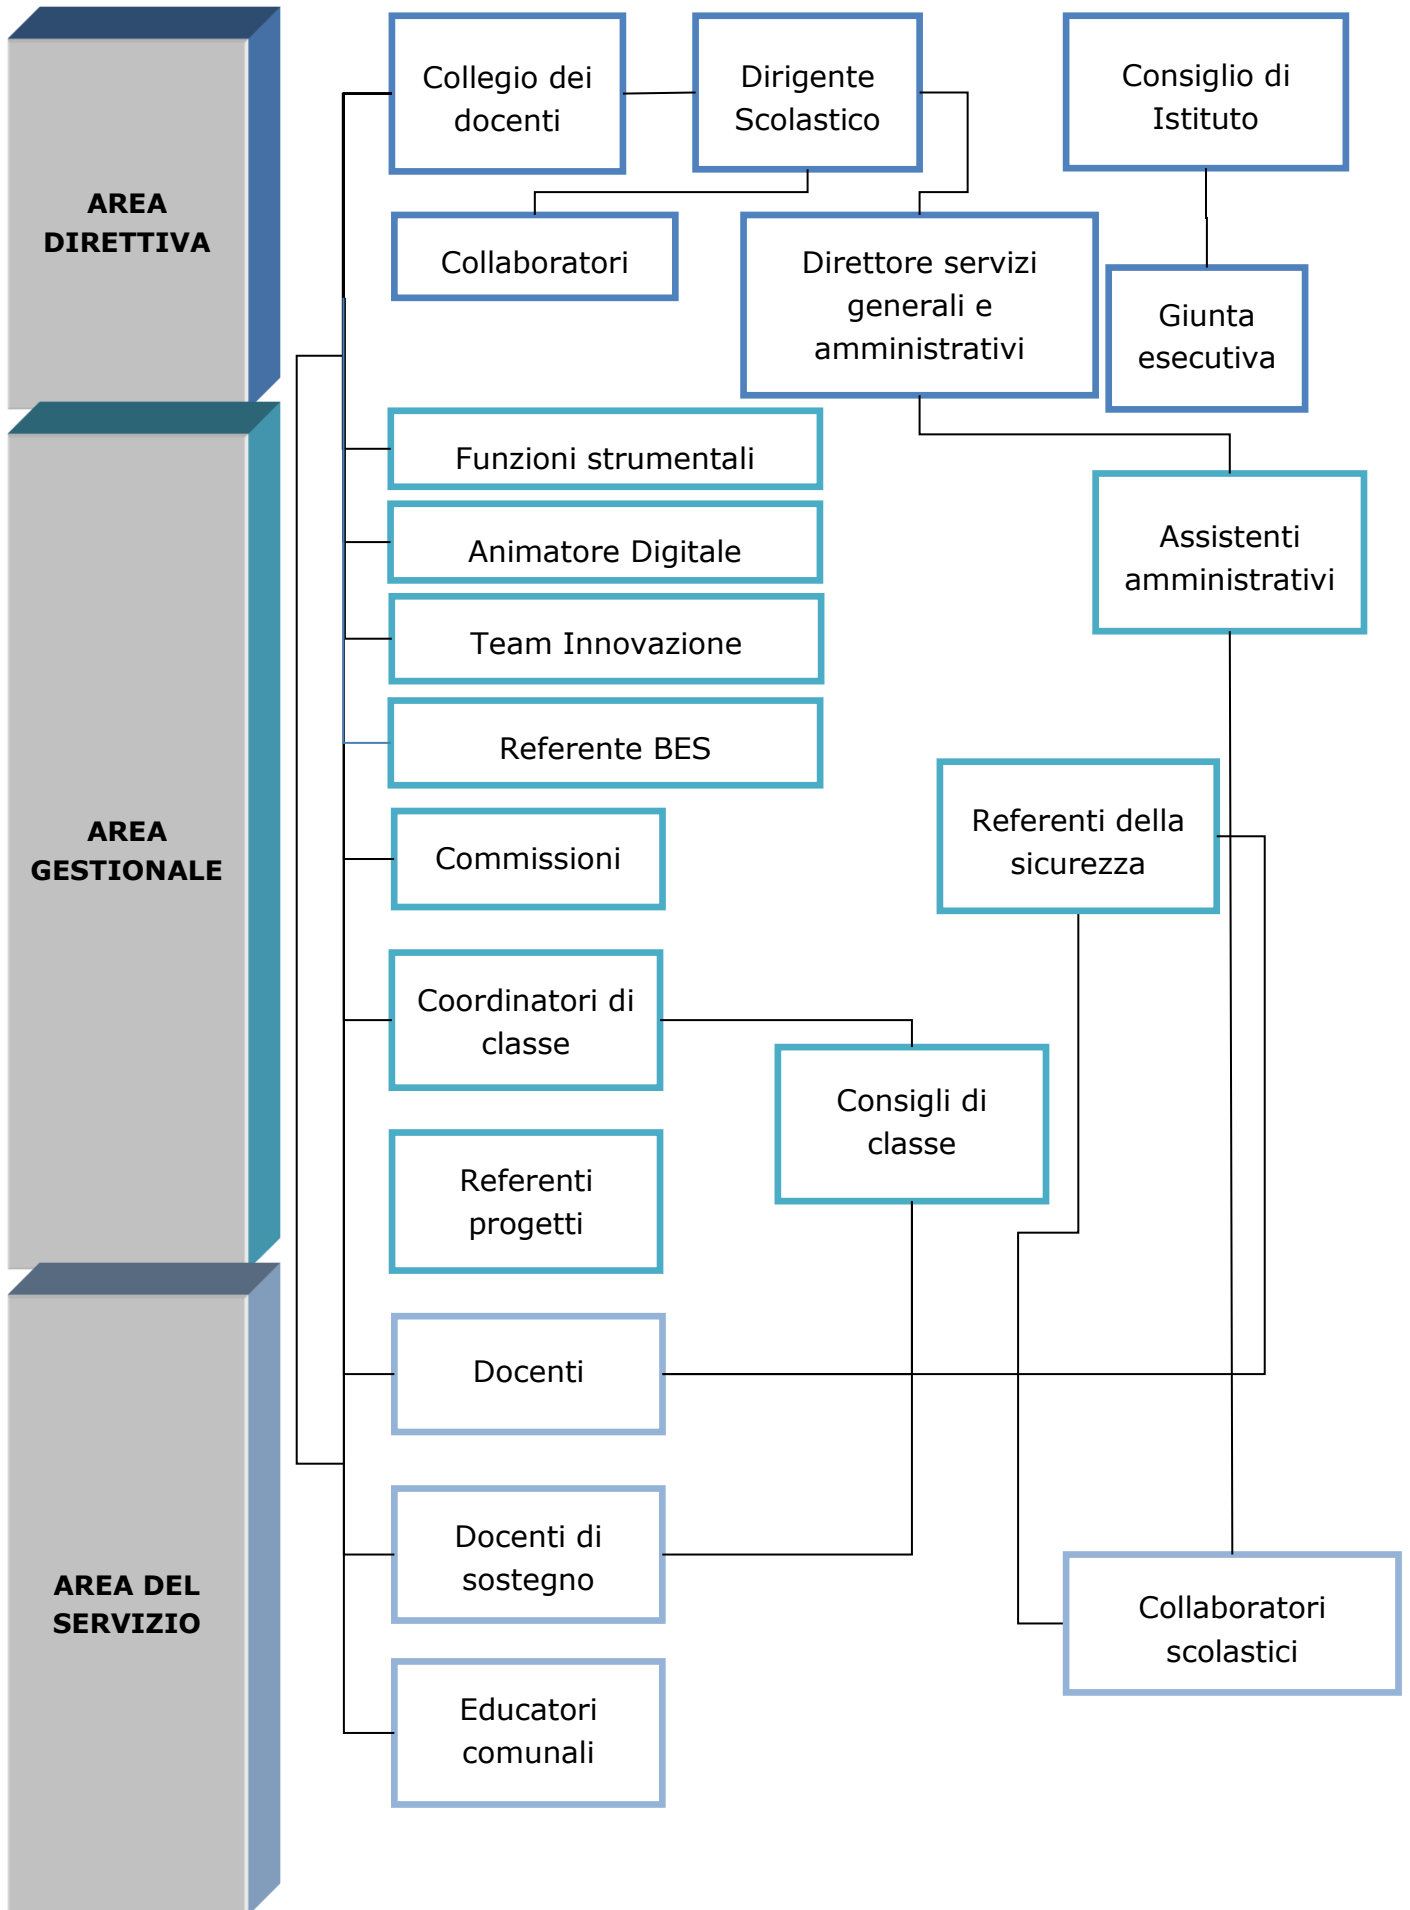 AREA
DIRETTIVA
Collegio dei
docenti
Dirigente
Scolastico
Consiglio di
Istituto
Collaboratori
Direttore servizi
generali e
amministrativi
Giunta
esecutiva
AREA
GESTIONALE
Funzioni strumentali
Animatore Digitale
Team Innovazione
Referente BES
Assistenti
amministrativi
Commissioni
Referenti della
sicurezza
Coordinatori di
classe
Consigli di
classe
Referenti
progetti
AREA DEL
SERVIZIO
Docenti
Docenti di
sostegno
Collaboratori
scolastici
Educatori
comunali